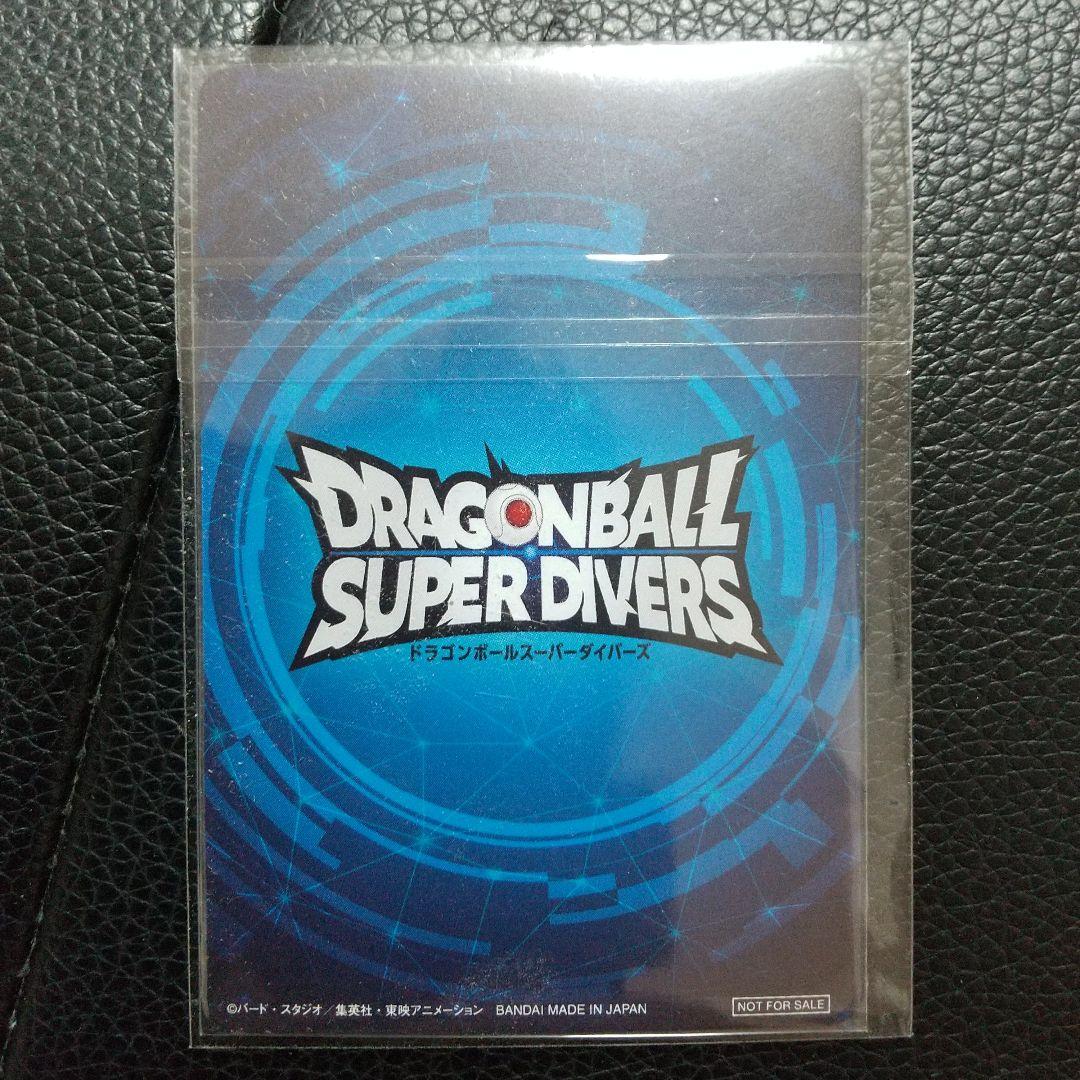 DRAGONBALL
SUPER DIVERS
ドラゴンボールスーパーダイバーズ
©バード・スタジオ／集英社・東映アニメーション BANDAI MADE IN JAPAN
NOT FOR SALE